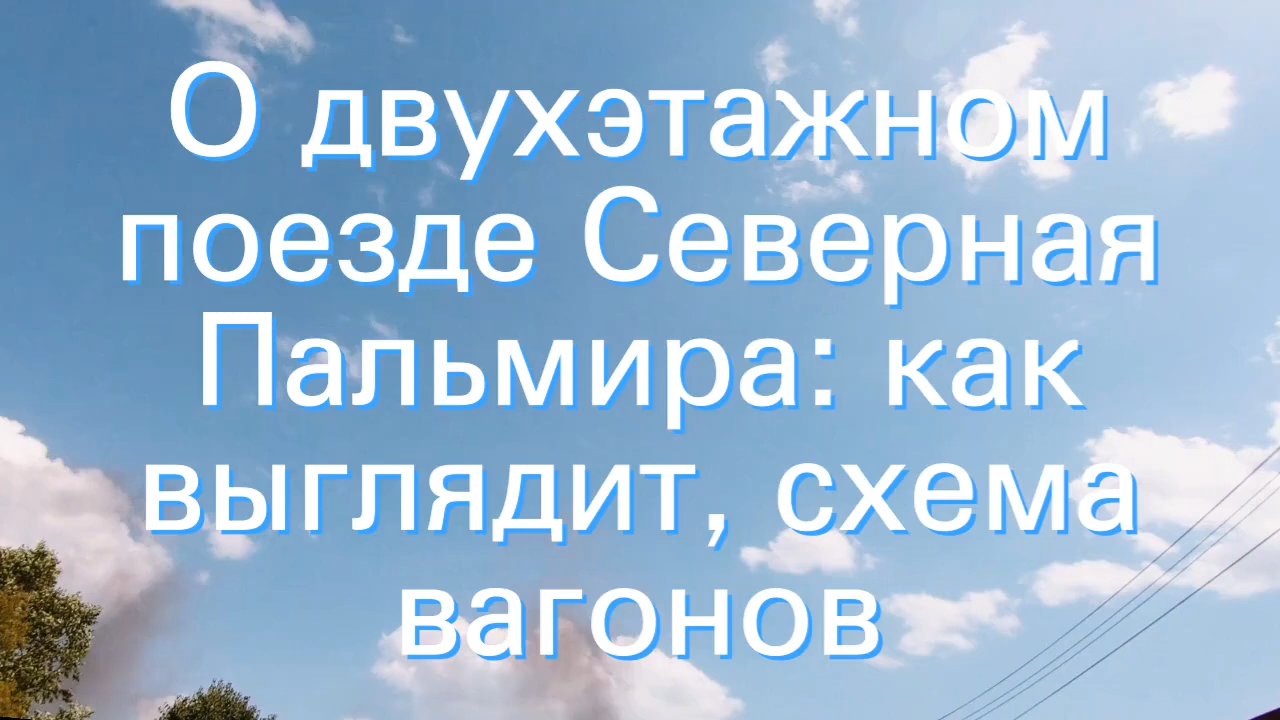 О двухэтажном
поезде Северная
Пальмира: как
выглядит, схема
вагонов